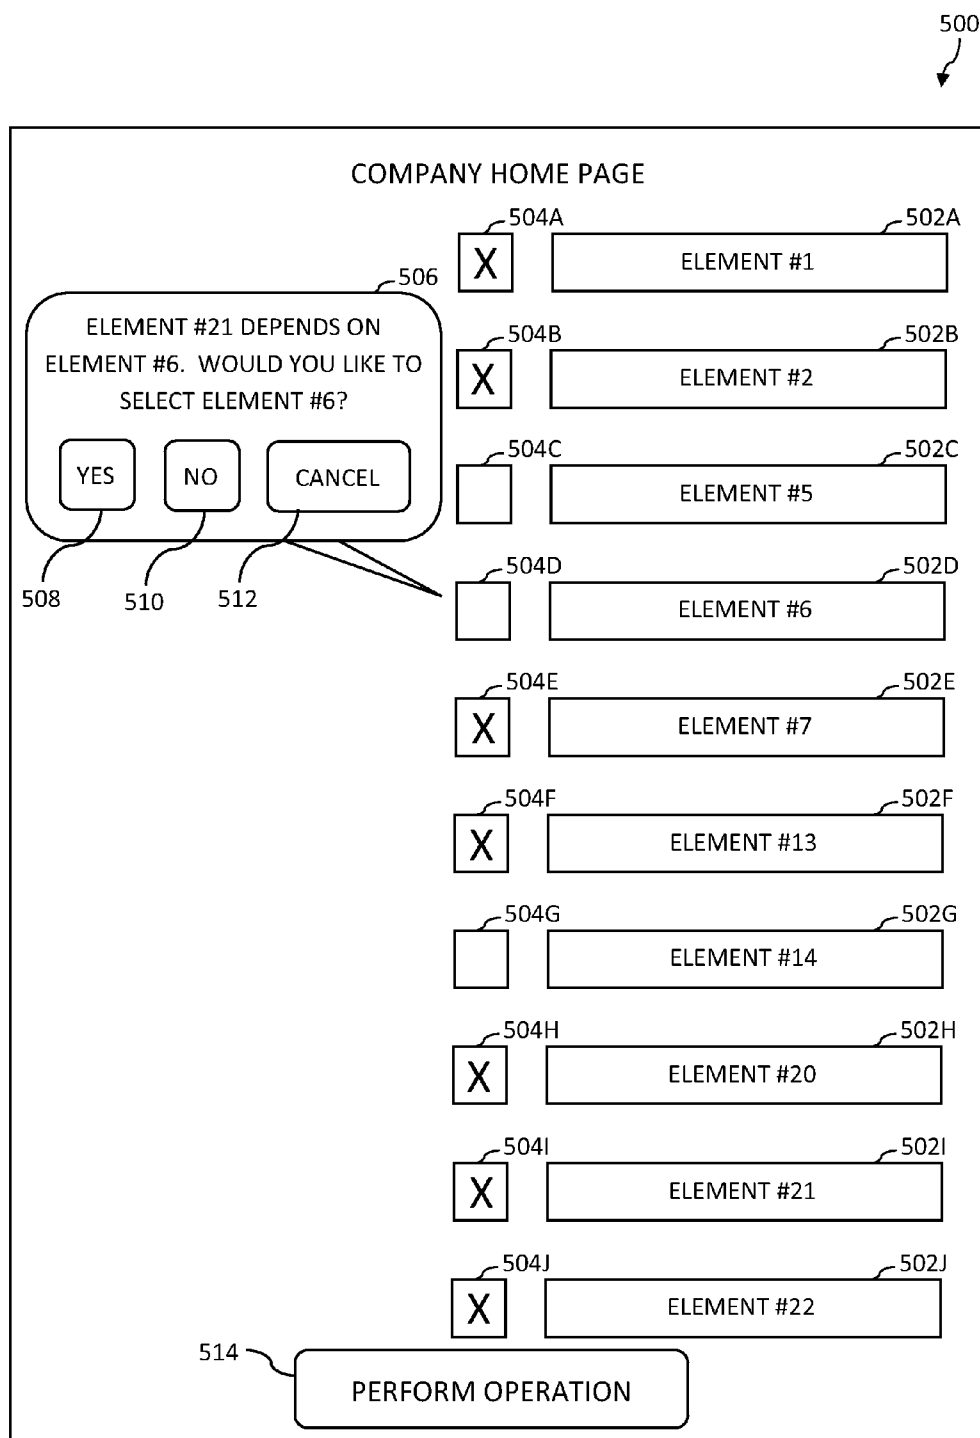 500
COMPANY HOME PAGE
504A 502A
X ELEMENT #1
506
ELEMENT #21 DEPENDS ON
ELEMENT #6. WOULD YOU LIKE TO
SELECT ELEMENT #6?
YES NO CANCEL
508 510 512
504B 502B
X ELEMENT #2
504C 502C
ELEMENT #5
504D 502D
ELEMENT #6
504E 502E
X ELEMENT #7
504F 502F
X ELEMENT #13
504G 502G
ELEMENT #14
504H 502H
X ELEMENT #20
504I 502I
X ELEMENT #21
504J 502J
X ELEMENT #22
514
PERFORM OPERATION